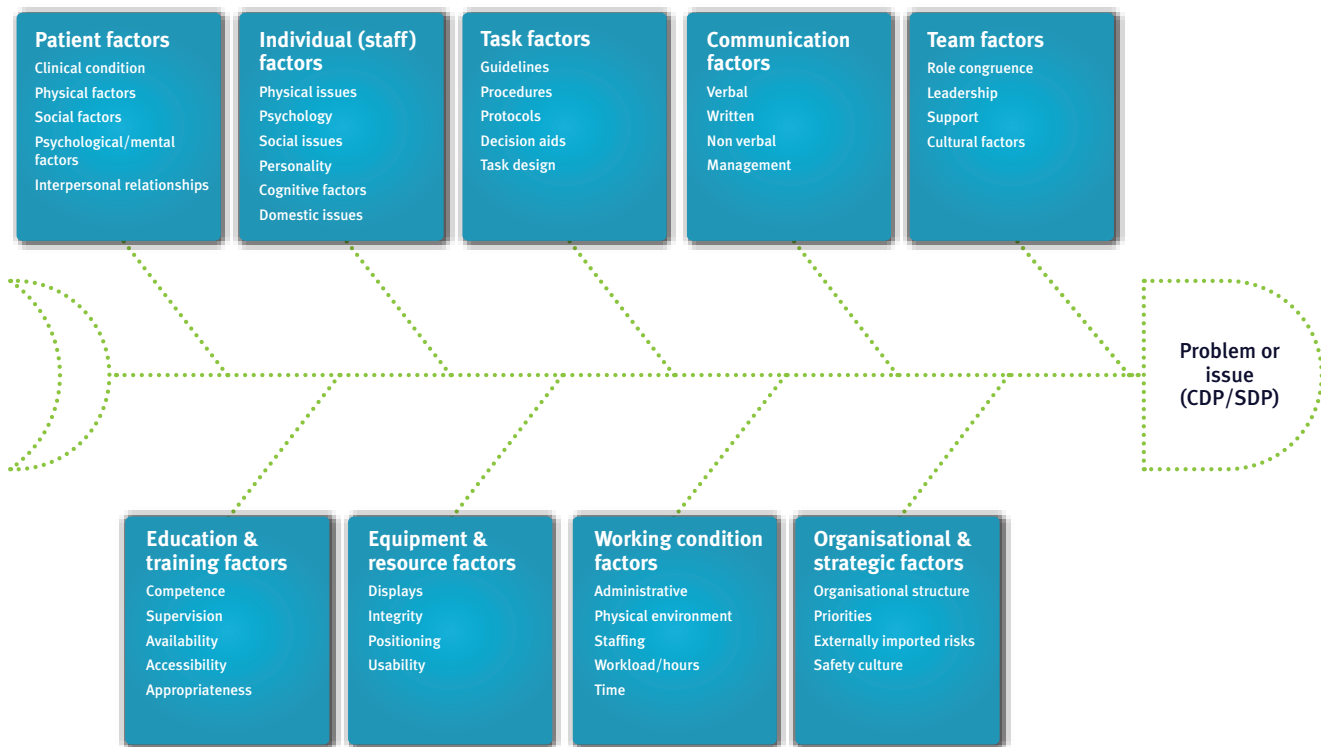 Patient factors
Clinical condition
Physical factors
Social factors
Psychological/mental
factors
Interpersonal relationships
Individual (staff)
factors
Physical issues
Psychology
Social issues
Personality
Cognitive factors
Domestic issues
Task factors
Guidelines
Procedures
Protocols
Decision aids
Task design
Communication
factors
Verbal
Written
Non verbal
Management
Team factors
Role congruence
Leadership
Support
Cultural factors
Problem or
issue
(CDP/SDP)
Education &
training factors
Competence
Supervision
Availability
Accessibility
Appropriateness
Equipment &
resource factors
Displays
Integrity
Positioning
Usability
Working condition
factors
Administrative
Physical environment
Staffing
Workload/hours
Time
Organisational &
strategic factors
Organisational structure
Priorities
Externally imported risks
Safety culture